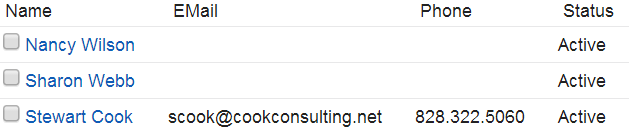 Name EMail Phone Status
Nancy Wilson Active
Sharon Webb Active
Stewart Cook scook@cookconsulting.net 828.322.5060 Active